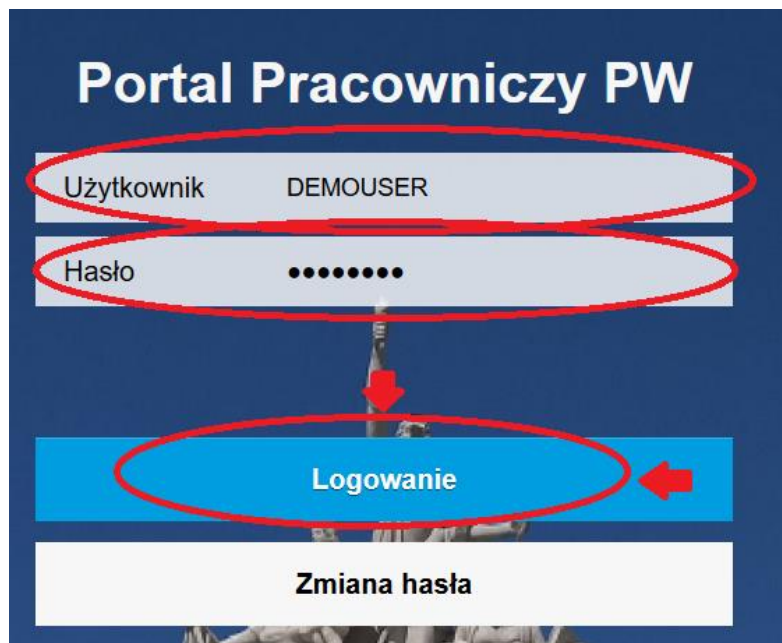 Portal Pracowniczy PW
Użytkownik DEMOUSER
Hasło ••••••••
Logowanie
Zmiana hasła